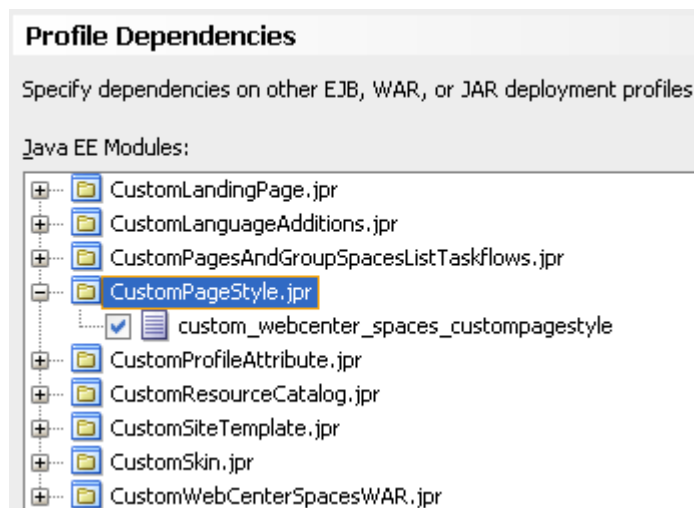 Profile Dependencies
Specify dependencies on other EJB, WAR, or JAR deployment profiles
Java EE Modules:
CustomLandingPage.jpr
CustomLanguageAdditions.jpr
CustomPagesAndGroupSpacesListTaskflows.jpr
CustomPageStyle.jpr
custom_webcenter_spaces_custompagestyle
CustomProfileAttribute.jpr
CustomResourceCatalog.jpr
CustomSiteTemplate.jpr
CustomSkin.jpr
CustomWebCenterSpacesWAR.jpr